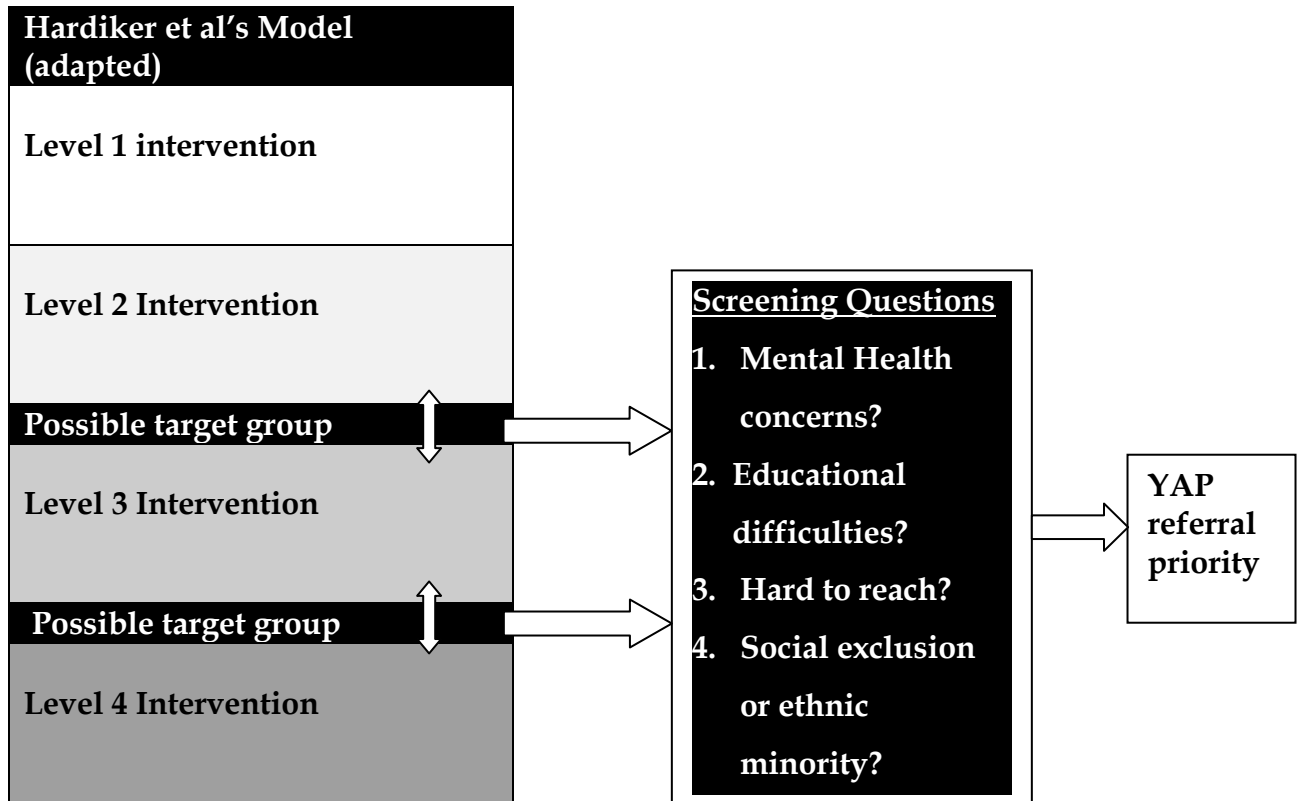 Hardiker et al’s Model
(adapted)
Level 1 intervention
Level 2 Intervention
Possible target group
Level 3 Intervention
Possible target group
Level 4 Intervention
Screening Questions
1. Mental Health
concerns?
2. Educational
difficulties?
3. Hard to reach?
4. Social exclusion
or ethnic
minority?
YAP
referral
priority